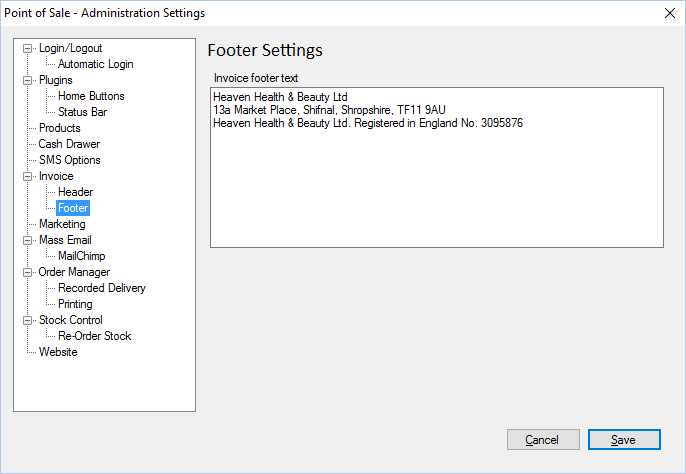 Point of Sale - Administration Settings
Login/Logout
Automatic Login
Plugins
Home Buttons
Status Bar
Products
Cash Drawer
SMS Options
Invoice
Header
Footer
Marketing
Mass Email
MailChimp
Order Manager
Recorded Delivery
Printing
Stock Control
Re-Order Stock
Website
Footer Settings
Invoice footer text
Heaven Health & Beauty Ltd
13a Market Place, Shifnal, Shropshire, TF11 9AU
Heaven Health & Beauty Ltd. Registered in England No. 3095876
Cancel
Save